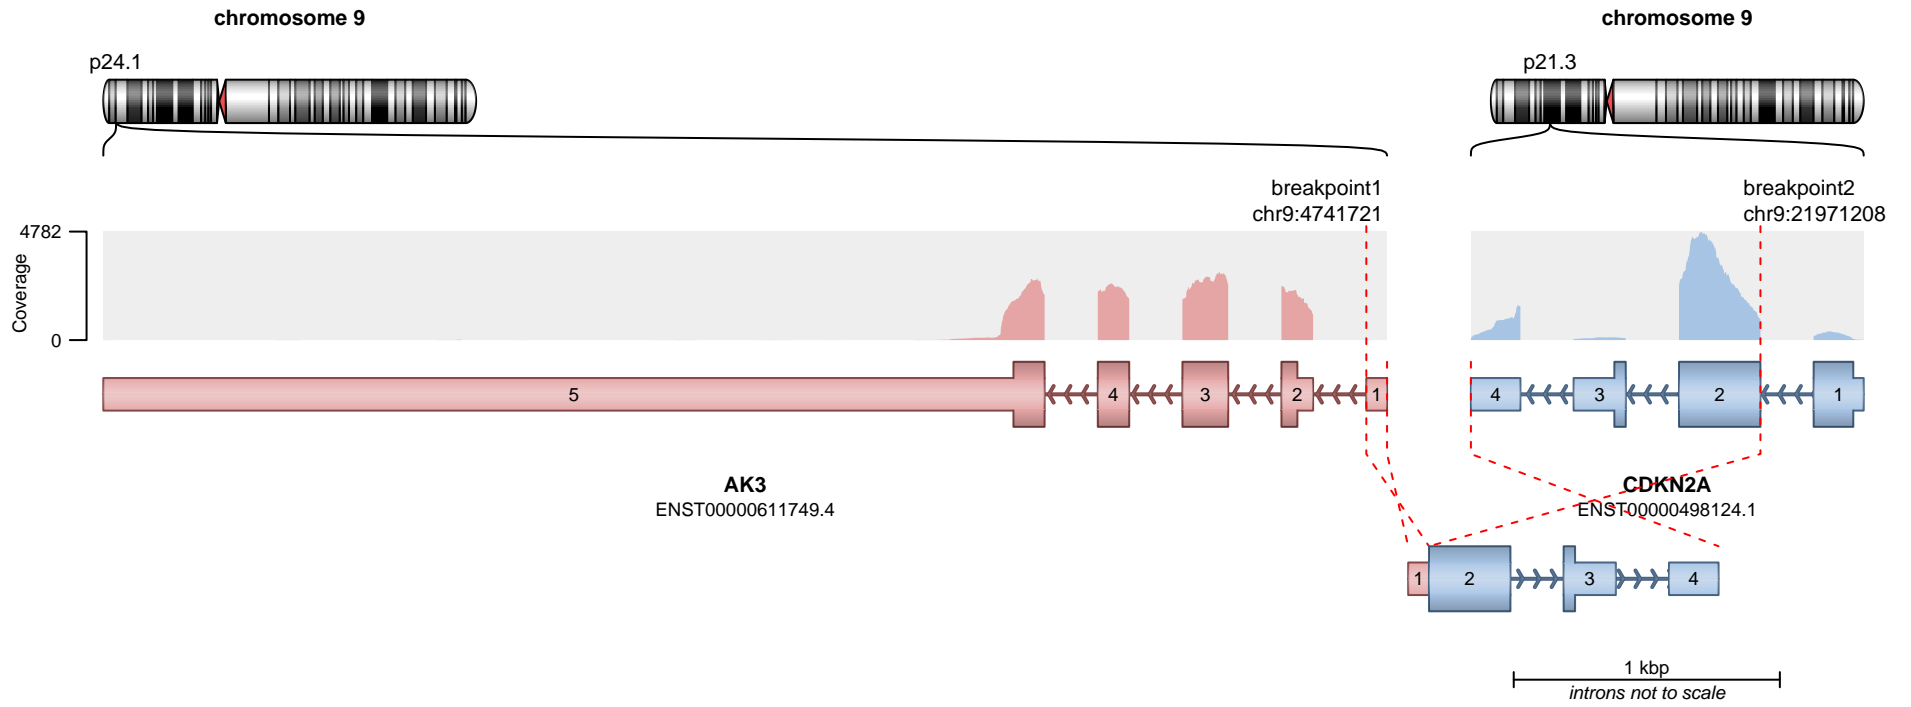 chromosome 9
chromosome 9
p24.1
p21.3
breakpoint1
chr9:4741721
breakpoint2
chr9:21971208
4782
Coverage
0
5
4
3
2
1
4
3
2
1
AK3
ENST00000611749.4
CDKN2A
ENST00000498124.1
1
2
3
4
1 kbp
introns not to scale